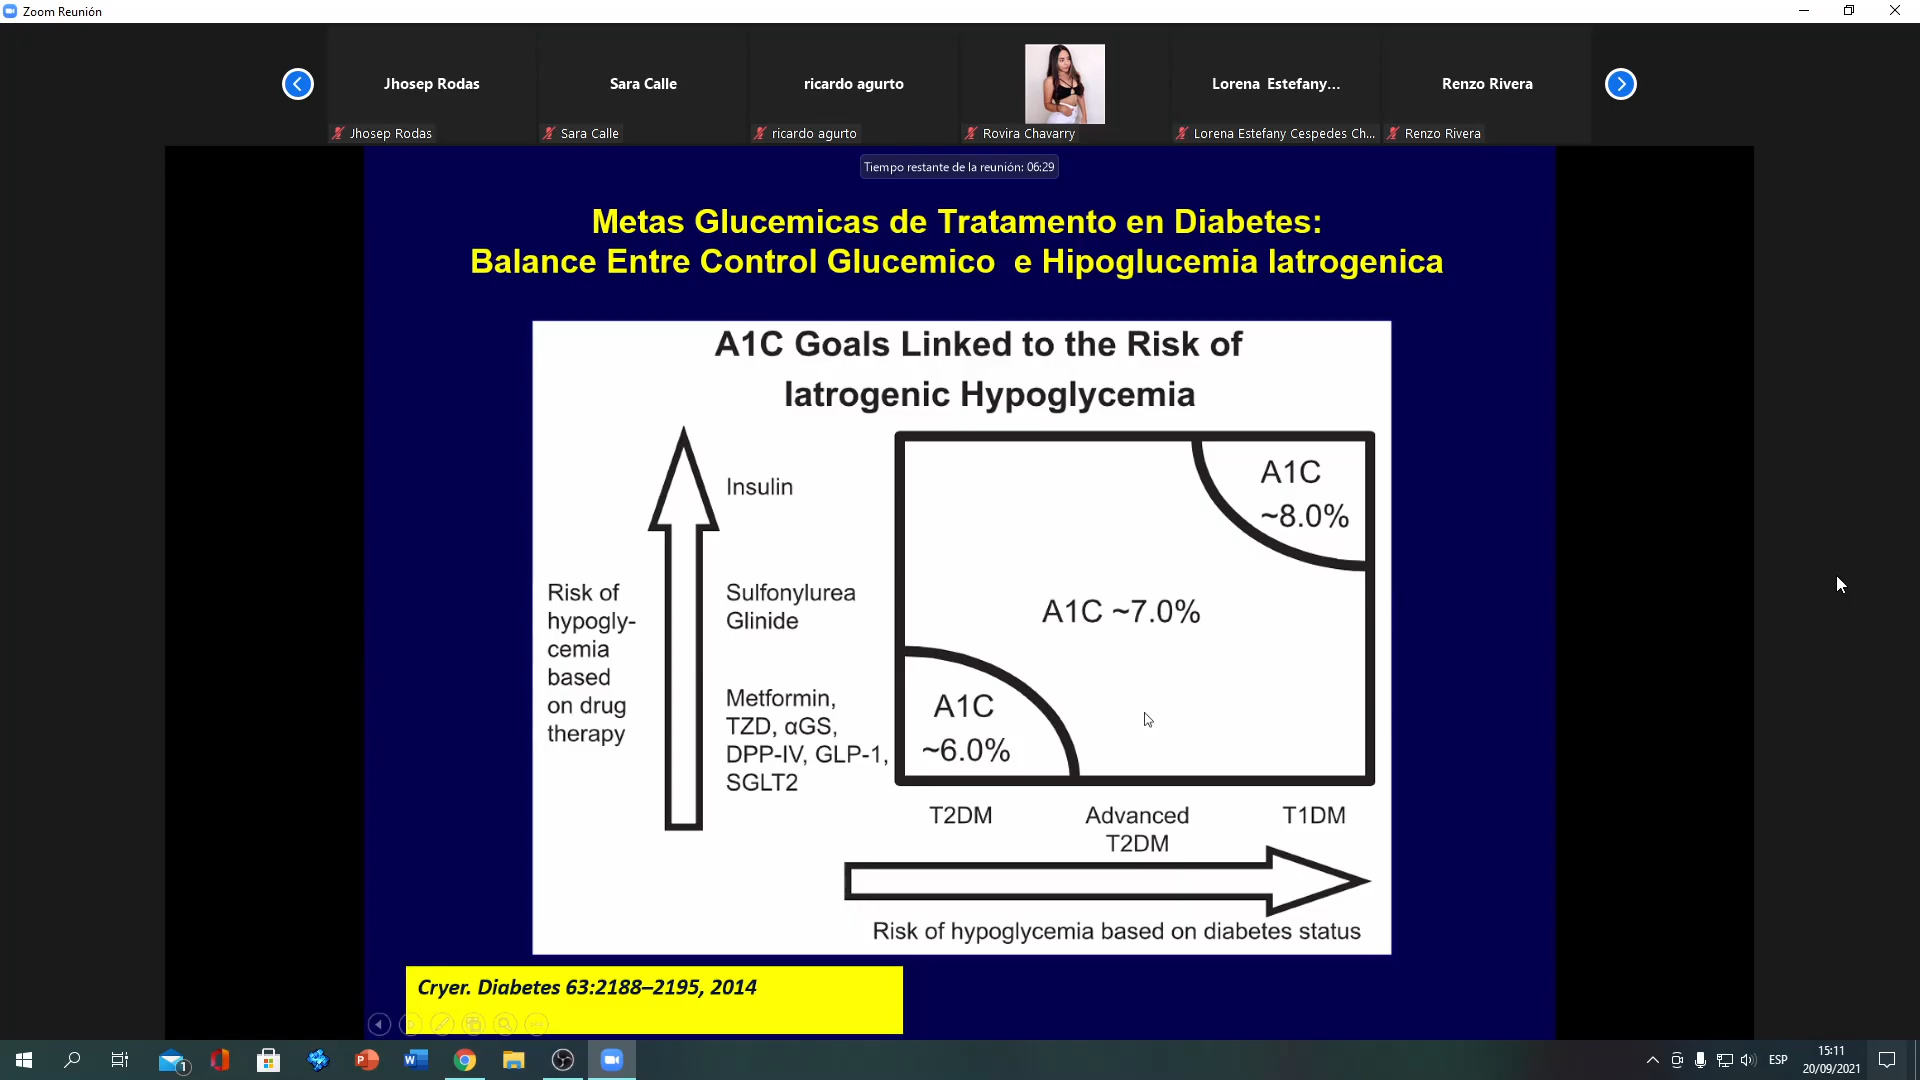 Zoom Reunión
Jhosep Rodas
Sara Calle
ricardo agurto
Lorena Estefany...
Renzo Rivera
Jhosep Rodas
Sara Calle
ricardo agurto
Rovira Chavarry
Lorena Estefany Cespedes Ch...
Renzo Rivera
Tiempo restante de la reunión: 06:29
Metas Glucemicas de Tratamento en Diabetes:
Balance Entre Control Glucemico e Hipoglucemia Iatrogenica
A1C Goals Linked to the Risk of
Iatrogenic Hypoglycemia
Risk of
hypogly-
cemia
based
on drug
therapy
Insulin
Sulfonylurea
Glinide
Metformin,
TZD, αGS,
DPP-IV, GLP-1,
SGLT2
A1C
~8.0%
A1C ~7.0%
A1C
~6.0%
T2DM
Advanced
T2DM
T1DM
Risk of hypoglycemia based on diabetes status
Cryer. Diabetes 63:2188–2195, 2014
1
ESP
15:11
20/09/2021